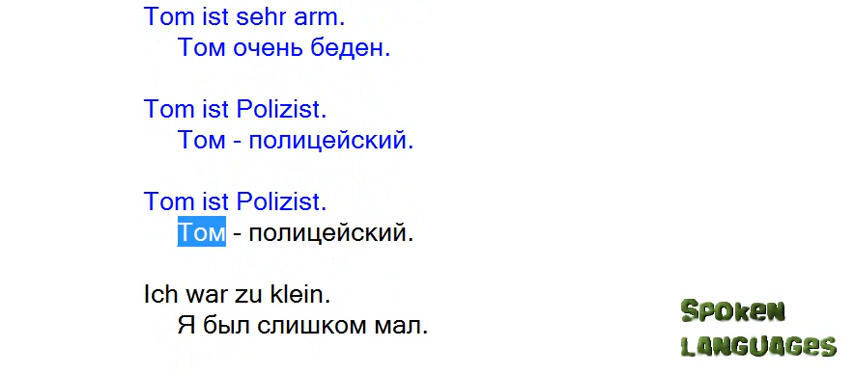 Tom ist sehr arm.
Том очень беден.
Tom ist Polizist.
Том - полицейский.
Tom ist Polizist.
Том - полицейский.
Ich war zu klein.
Я был слишком мал.
Spoken
Languages